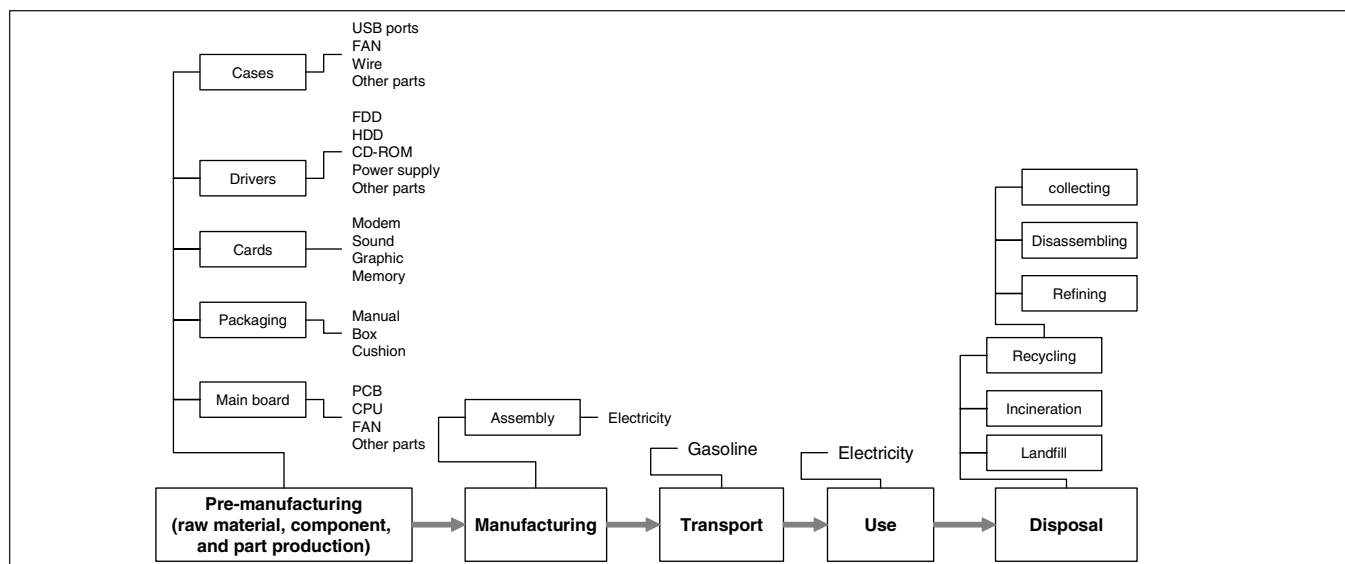 USB ports
FAN
Wire
Other parts
Cases
FDD
HDD
CD-ROM
Power supply
Other parts
Drivers
Modem
Sound
Graphic
Memory
Cards
Manual
Box
Cushion
Packaging
PCB
CPU
FAN
Other parts
Main board
Assembly
Electricity
Gasoline
Electricity
collecting
Disassembling
Refining
Recycling
Incineration
Landfill
Pre-manufacturing
(raw material, component,
and part production)
Manufacturing
Transport
Use
Disposal